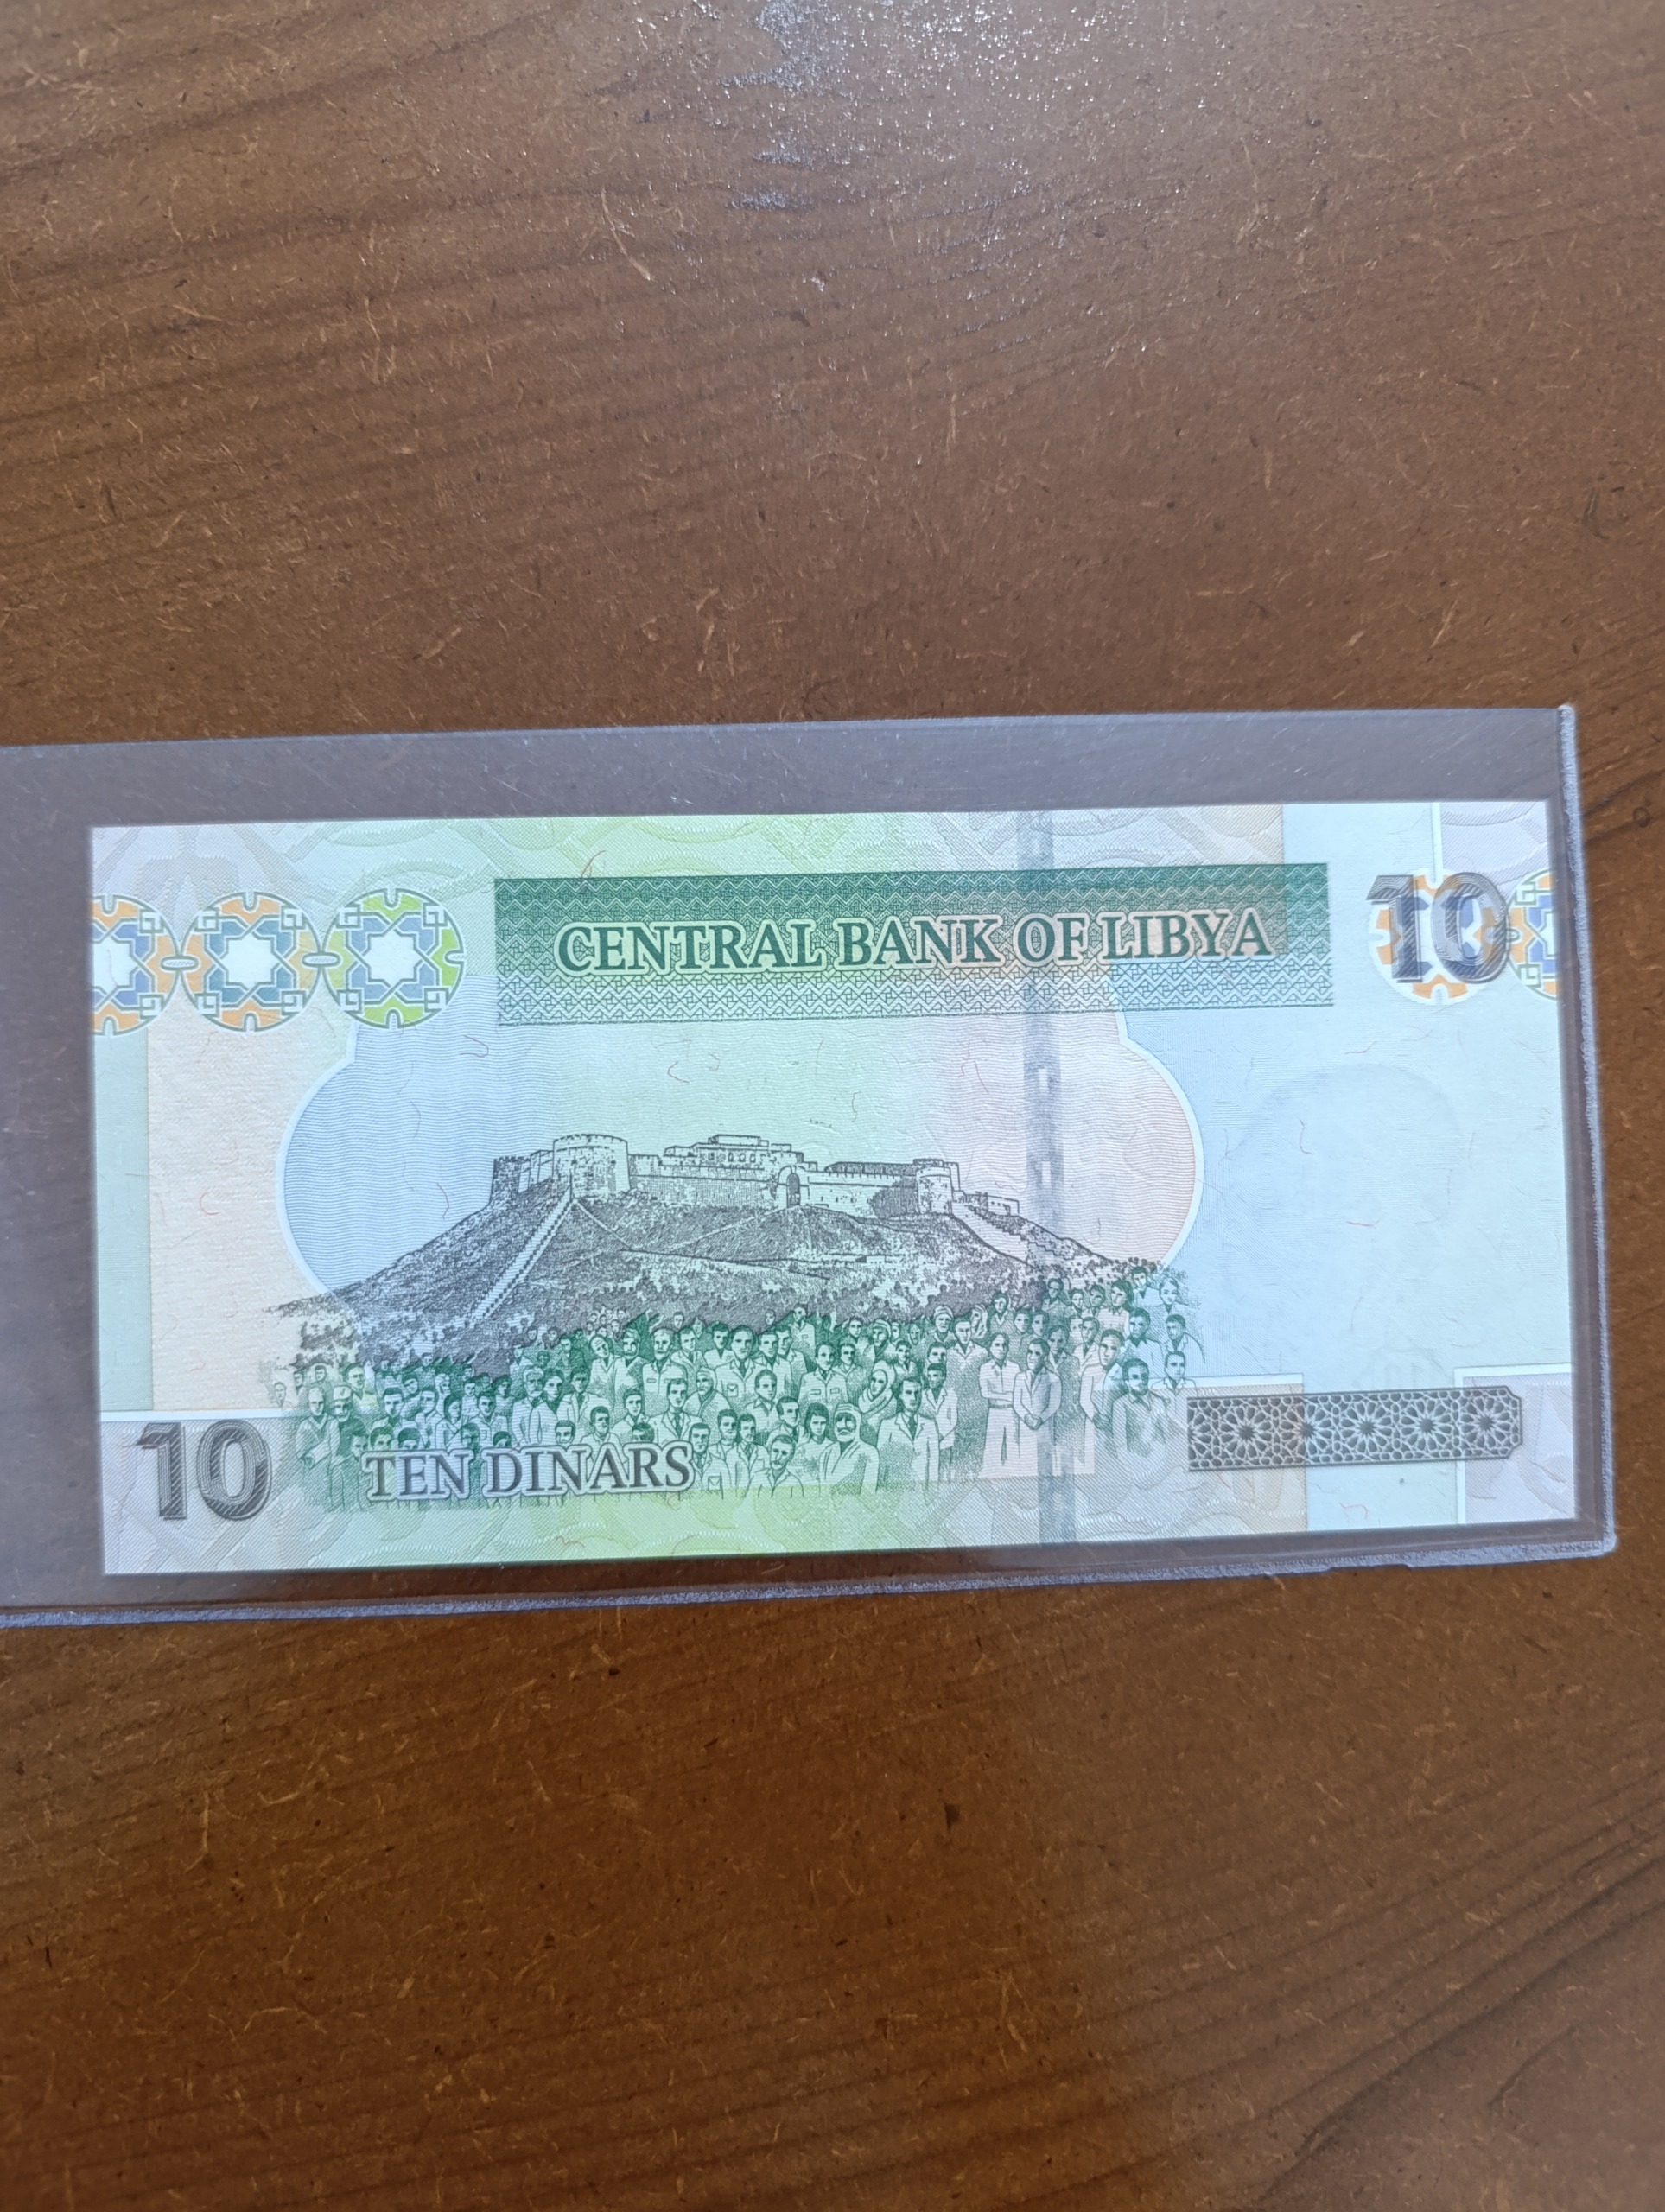 CENTRAL BANK OF LIBYA
10
10
TEN DINARS